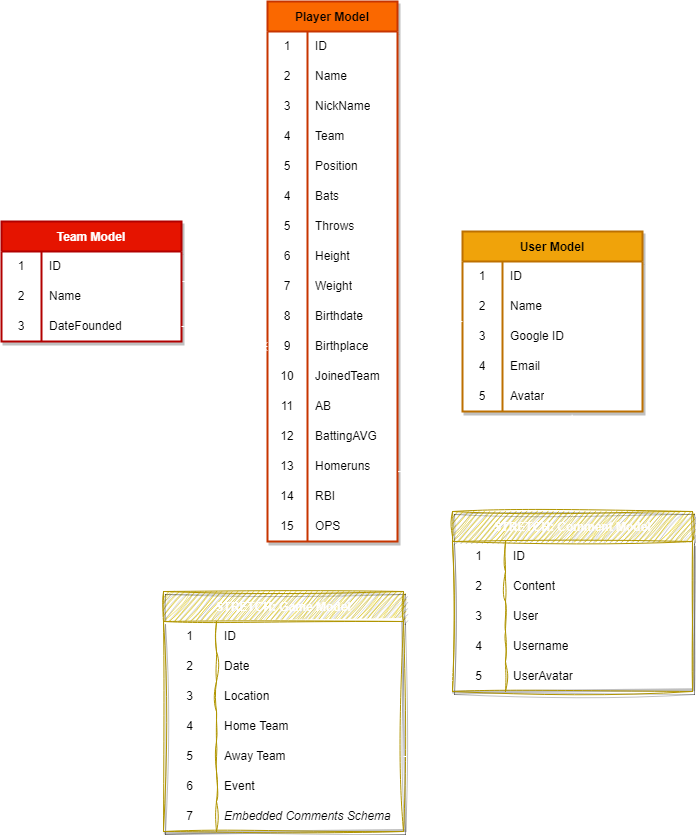 Player Model
1 ID
2 Name
3 NickName
4 Team
5 Position
4 Bats
5 Throws
6 Height
7 Weight
8 Birthdate
9 Birthplace
10 JoinedTeam
11 AB
12 BattingAVG
13 Homeruns
14 RBI
15 OPS
Team Model
1 ID
2 Name
3 DateFounded
User Model
1 ID
2 Name
3 Google ID
4 Email
5 Avatar
STRETCH: Comment Model
1 ID
2 Content
3 User
4 Username
5 UserAvatar
STRETCH: Game Model
1 ID
2 Date
3 Location
4 Home Team
5 Away Team
6 Event
7 Embedded Comments Schema